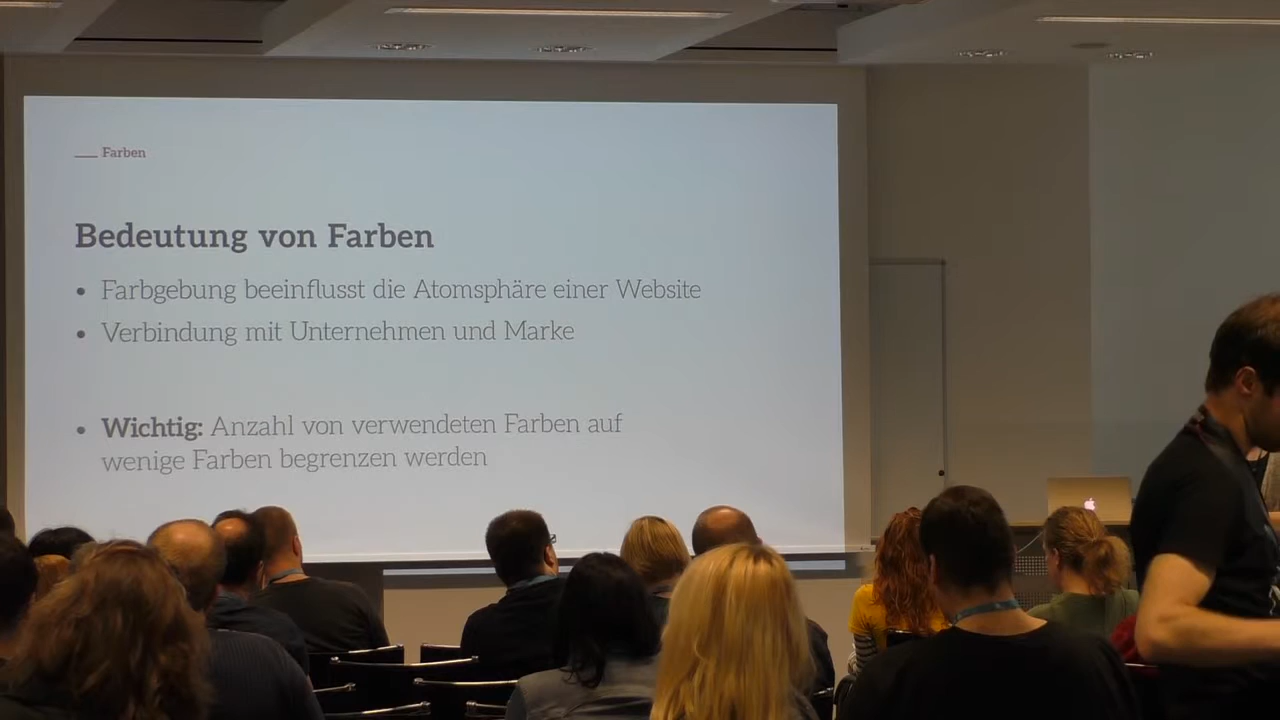 Farben
Bedeutung von Farben
• Farbgebung beeinflusst die Atomsphäre einer Website
• Verbindung mit Unternehmen und Marke
• Wichtig: Anzahl von verwendeten Farben auf
wenige Farben begrenzen werden